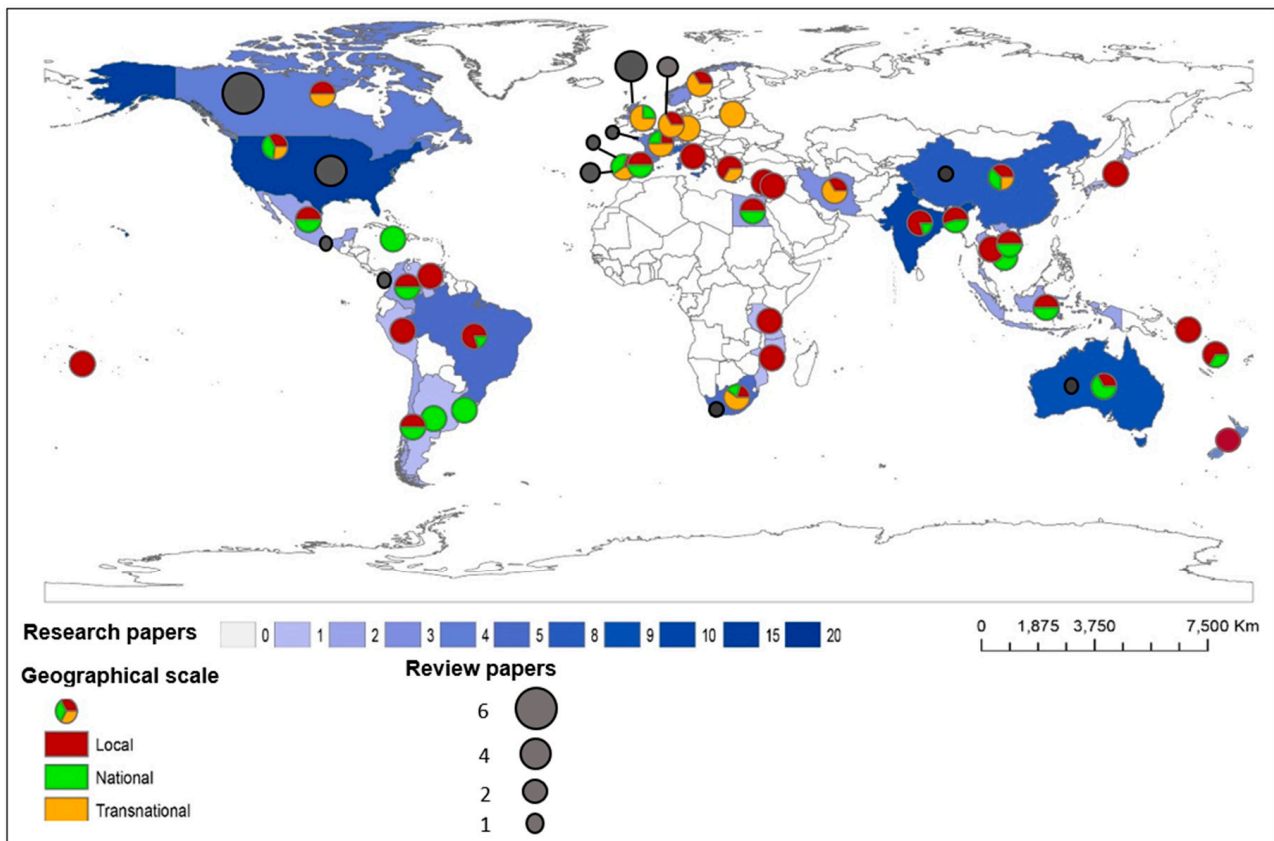 Research papers 0 1 2 3 4 5 8 9 10 15 20
0 1,875 3,750 7,500 Km
Geographical scale
Local
National
Transnational
Review papers
6
4
2
1